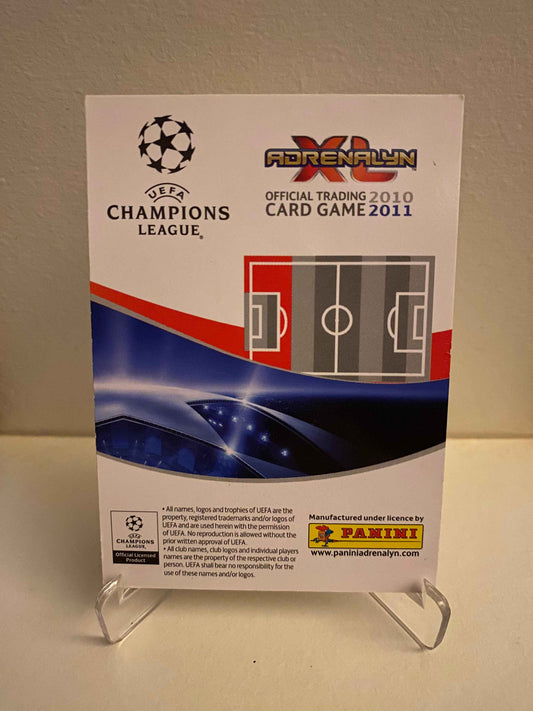 UEFA
CHAMPIONS
LEAGUE®
ADRENALYN
XL
OFFICIAL TRADING 2010
CARD GAME 2011
UEFA
CHAMPIONS
LEAGUE
Official Licensed
Product
• All names, logos and trophies of UEFA are the
property, registered trademarks and/or logos of
UEFA and are used herein with the permission
of UEFA. No reproduction is allowed without the
prior written approval of UEFA.
• All club names, club logos and individual players
names are the property of the respective club or
person. UEFA shall bear no responsibility for the
use of these names and/or logos.
Manufactured under licence by
PANINI
www.paniniadrenalyn.com